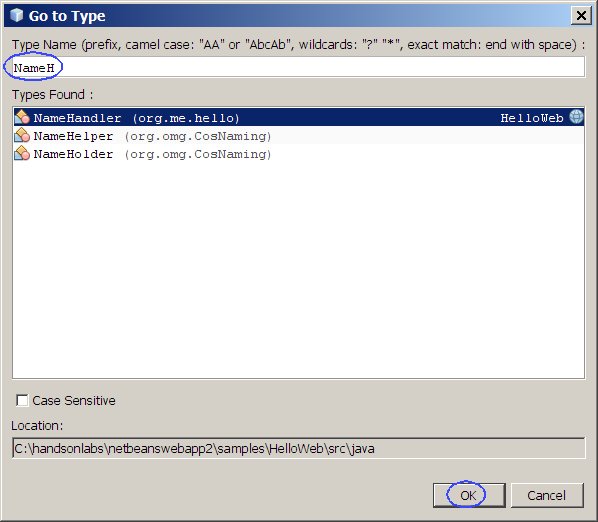 Go to Type
Type Name (prefix, camel case: "AA" or "AbcAb", wildcards: "?" "*", exact match: end with space) :
NameH
Types Found :
NameHandler (org.me.hello) HelloWeb
NameHelper (org.omg.CosNaming)
NameHolder (org.omg.CosNaming)
Case Sensitive
Location:
C:\handsonlabs\netbeanswebapp2\samples\HelloWeb\src\java
OK Cancel